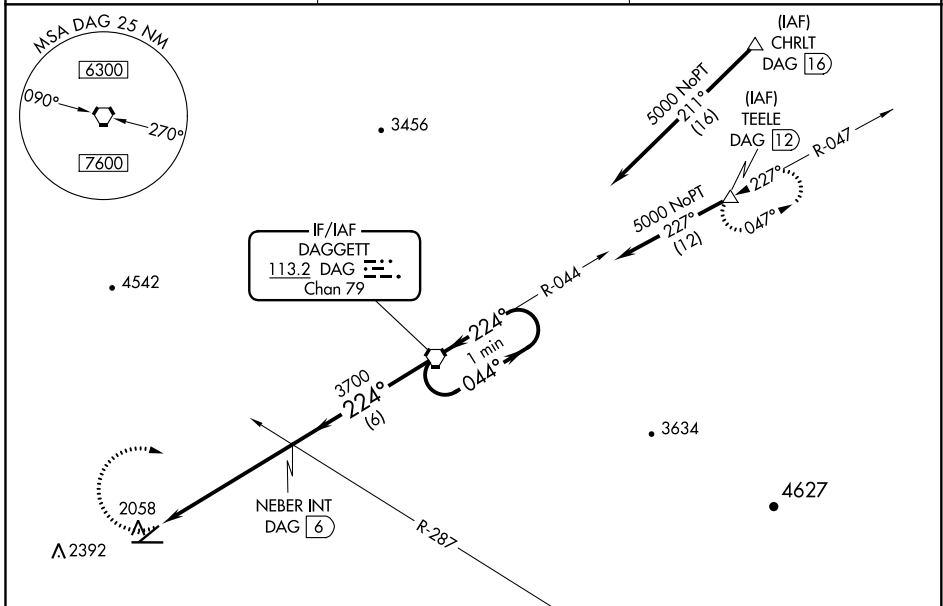 MSA DAG 25 NM
6300
090°
270°
7600
3456
(IAF)
CHRLT
DAG 16
5000 NoPT
211°
(16)
(IAF)
TEELE
DAG 12
R-047
227°
047°
5000 NoPT
227°
(12)
IF/IAF
DAGGETT
113.2 DAG
Chan 79
4542
R-044
224°
1 min
044°
3700
224°
(6)
3634
4627
NEBER INT
DAG 6
R-287
2058
2392